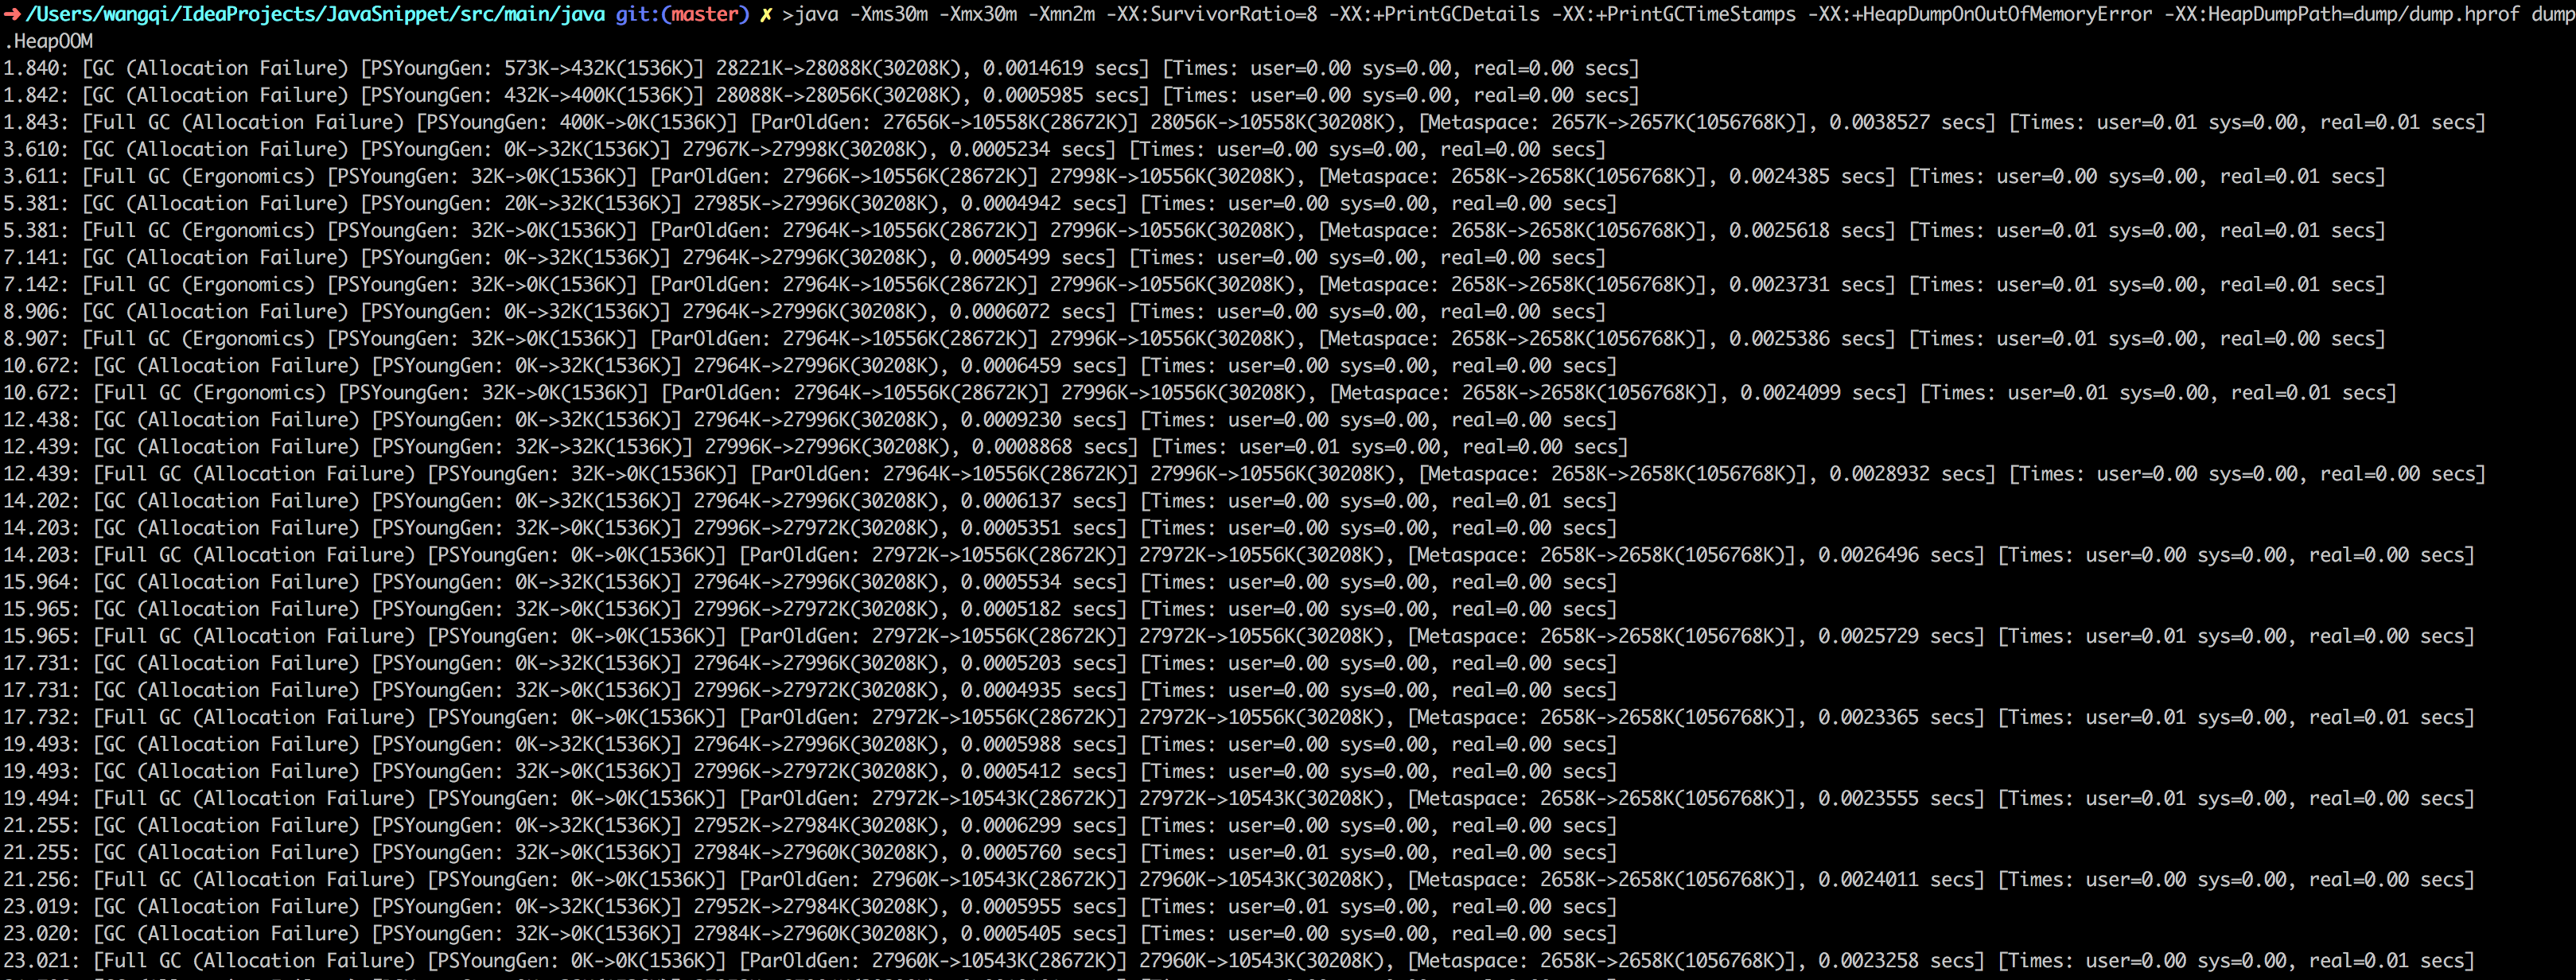 ➜ /Users/wangqi/IdeaProjects/JavaSnippet/src/main/java git:(master) ✗ >java -Xms30m -Xmx30m -Xmn2m -XX:SurvivorRatio=8 -XX:+PrintGCDetails -XX:+PrintGCTimeStamps -XX:+HeapDumpOnOutOfMemoryError -XX:HeapDumpPath=dump/dump.hprof dump
.HeapOOM
1.840: [GC (Allocation Failure) [PSYoungGen: 573K->432K(1536K)] 28221K->28088K(30208K), 0.0014619 secs] [Times: user=0.00 sys=0.00, real=0.00 secs]
1.842: [GC (Allocation Failure) [PSYoungGen: 432K->400K(1536K)] 28088K->28056K(30208K), 0.0005985 secs] [Times: user=0.00 sys=0.00, real=0.00 secs]
1.843: [Full GC (Allocation Failure) [PSYoungGen: 400K->0K(1536K)] [ParOldGen: 27656K->10558K(28672K)] 28056K->10558K(30208K), [Metaspace: 2657K->2657K(1056768K)], 0.0038527 secs] [Times: user=0.01 sys=0.00, real=0.01 secs]
3.610: [GC (Allocation Failure) [PSYoungGen: 0K->32K(1536K)] 27967K->27998K(30208K), 0.0005234 secs] [Times: user=0.00 sys=0.00, real=0.00 secs]
3.611: [Full GC (Ergonomics) [PSYoungGen: 32K->0K(1536K)] [ParOldGen: 27966K->10556K(28672K)] 27998K->10556K(30208K), [Metaspace: 2658K->2658K(1056768K)], 0.0024385 secs] [Times: user=0.00 sys=0.00, real=0.01 secs]
5.381: [GC (Allocation Failure) [PSYoungGen: 20K->32K(1536K)] 27985K->27996K(30208K), 0.0004942 secs] [Times: user=0.00 sys=0.00, real=0.00 secs]
5.381: [Full GC (Ergonomics) [PSYoungGen: 32K->0K(1536K)] [ParOldGen: 27964K->10556K(28672K)] 27996K->10556K(30208K), [Metaspace: 2658K->2658K(1056768K)], 0.0025618 secs] [Times: user=0.01 sys=0.00, real=0.01 secs]
7.141: [GC (Allocation Failure) [PSYoungGen: 0K->32K(1536K)] 27964K->27996K(30208K), 0.0005499 secs] [Times: user=0.00 sys=0.00, real=0.00 secs]
7.142: [Full GC (Ergonomics) [PSYoungGen: 32K->0K(1536K)] [ParOldGen: 27964K->10556K(28672K)] 27996K->10556K(30208K), [Metaspace: 2658K->2658K(1056768K)], 0.0023731 secs] [Times: user=0.01 sys=0.00, real=0.01 secs]
8.906: [GC (Allocation Failure) [PSYoungGen: 0K->32K(1536K)] 27964K->27996K(30208K), 0.0006072 secs] [Times: user=0.00 sys=0.00, real=0.00 secs]
8.907: [Full GC (Ergonomics) [PSYoungGen: 32K->0K(1536K)] [ParOldGen: 27964K->10556K(28672K)] 27996K->10556K(30208K), [Metaspace: 2658K->2658K(1056768K)], 0.0025386 secs] [Times: user=0.01 sys=0.00, real=0.00 secs]
10.672: [GC (Allocation Failure) [PSYoungGen: 0K->32K(1536K)] 27964K->27996K(30208K), 0.0006459 secs] [Times: user=0.00 sys=0.00, real=0.00 secs]
10.672: [Full GC (Ergonomics) [PSYoungGen: 32K->0K(1536K)] [ParOldGen: 27964K->10556K(28672K)] 27996K->10556K(30208K), [Metaspace: 2658K->2658K(1056768K)], 0.0024099 secs] [Times: user=0.01 sys=0.00, real=0.01 secs]
12.438: [GC (Allocation Failure) [PSYoungGen: 0K->32K(1536K)] 27964K->27996K(30208K), 0.0009230 secs] [Times: user=0.00 sys=0.00, real=0.00 secs]
12.439: [GC (Allocation Failure) [PSYoungGen: 32K->32K(1536K)] 27996K->27996K(30208K), 0.0008868 secs] [Times: user=0.01 sys=0.00, real=0.00 secs]
12.439: [Full GC (Allocation Failure) [PSYoungGen: 32K->0K(1536K)] [ParOldGen: 27964K->10556K(28672K)] 27996K->10556K(30208K), [Metaspace: 2658K->2658K(1056768K)], 0.0028932 secs] [Times: user=0.00 sys=0.00, real=0.00 secs]
14.202: [GC (Allocation Failure) [PSYoungGen: 0K->32K(1536K)] 27964K->27996K(30208K), 0.0006137 secs] [Times: user=0.00 sys=0.00, real=0.01 secs]
14.203: [GC (Allocation Failure) [PSYoungGen: 32K->0K(1536K)] 27996K->27972K(30208K), 0.0005351 secs] [Times: user=0.00 sys=0.00, real=0.00 secs]
14.203: [Full GC (Allocation Failure) [PSYoungGen: 0K->0K(1536K)] [ParOldGen: 27972K->10556K(28672K)] 27972K->10556K(30208K), [Metaspace: 2658K->2658K(1056768K)], 0.0026496 secs] [Times: user=0.00 sys=0.00, real=0.00 secs]
15.964: [GC (Allocation Failure) [PSYoungGen: 0K->32K(1536K)] 27964K->27996K(30208K), 0.0005534 secs] [Times: user=0.00 sys=0.00, real=0.00 secs]
15.965: [GC (Allocation Failure) [PSYoungGen: 32K->0K(1536K)] 27996K->27972K(30208K), 0.0005182 secs] [Times: user=0.00 sys=0.00, real=0.00 secs]
15.965: [Full GC (Allocation Failure) [PSYoungGen: 0K->0K(1536K)] [ParOldGen: 27972K->10556K(28672K)] 27972K->10556K(30208K), [Metaspace: 2658K->2658K(1056768K)], 0.0025729 secs] [Times: user=0.01 sys=0.00, real=0.00 secs]
17.731: [GC (Allocation Failure) [PSYoungGen: 0K->32K(1536K)] 27964K->27996K(30208K), 0.0005203 secs] [Times: user=0.00 sys=0.00, real=0.00 secs]
17.731: [GC (Allocation Failure) [PSYoungGen: 32K->0K(1536K)] 27996K->27972K(30208K), 0.0004935 secs] [Times: user=0.00 sys=0.00, real=0.00 secs]
17.732: [Full GC (Allocation Failure) [PSYoungGen: 0K->0K(1536K)] [ParOldGen: 27972K->10556K(28672K)] 27972K->10556K(30208K), [Metaspace: 2658K->2658K(1056768K)], 0.0023365 secs] [Times: user=0.01 sys=0.00, real=0.01 secs]
19.493: [GC (Allocation Failure) [PSYoungGen: 0K->32K(1536K)] 27964K->27996K(30208K), 0.0005988 secs] [Times: user=0.00 sys=0.00, real=0.00 secs]
19.493: [GC (Allocation Failure) [PSYoungGen: 32K->0K(1536K)] 27996K->27972K(30208K), 0.0005412 secs] [Times: user=0.00 sys=0.00, real=0.00 secs]
19.494: [Full GC (Allocation Failure) [PSYoungGen: 0K->0K(1536K)] [ParOldGen: 27972K->10543K(28672K)] 27972K->10543K(30208K), [Metaspace: 2658K->2658K(1056768K)], 0.0023555 secs] [Times: user=0.01 sys=0.00, real=0.00 secs]
21.255: [GC (Allocation Failure) [PSYoungGen: 0K->32K(1536K)] 27952K->27984K(30208K), 0.0006299 secs] [Times: user=0.00 sys=0.00, real=0.00 secs]
21.255: [GC (Allocation Failure) [PSYoungGen: 32K->0K(1536K)] 27984K->27960K(30208K), 0.0005760 secs] [Times: user=0.01 sys=0.00, real=0.00 secs]
21.256: [Full GC (Allocation Failure) [PSYoungGen: 0K->0K(1536K)] [ParOldGen: 27960K->10543K(28672K)] 27960K->10543K(30208K), [Metaspace: 2658K->2658K(1056768K)], 0.0024011 secs] [Times: user=0.00 sys=0.00, real=0.00 secs]
23.019: [GC (Allocation Failure) [PSYoungGen: 0K->32K(1536K)] 27952K->27984K(30208K), 0.0005955 secs] [Times: user=0.01 sys=0.00, real=0.00 secs]
23.020: [GC (Allocation Failure) [PSYoungGen: 32K->0K(1536K)] 27984K->27960K(30208K), 0.0005405 secs] [Times: user=0.00 sys=0.00, real=0.00 secs]
23.021: [Full GC (Allocation Failure) [PSYoungGen: 0K->0K(1536K)] [ParOldGen: 27960K->10543K(28672K)] 27960K->10543K(30208K), [Metaspace: 2658K->2658K(1056768K)], 0.0023258 secs] [Times: user=0.00 sys=0.00, real=0.01 secs]